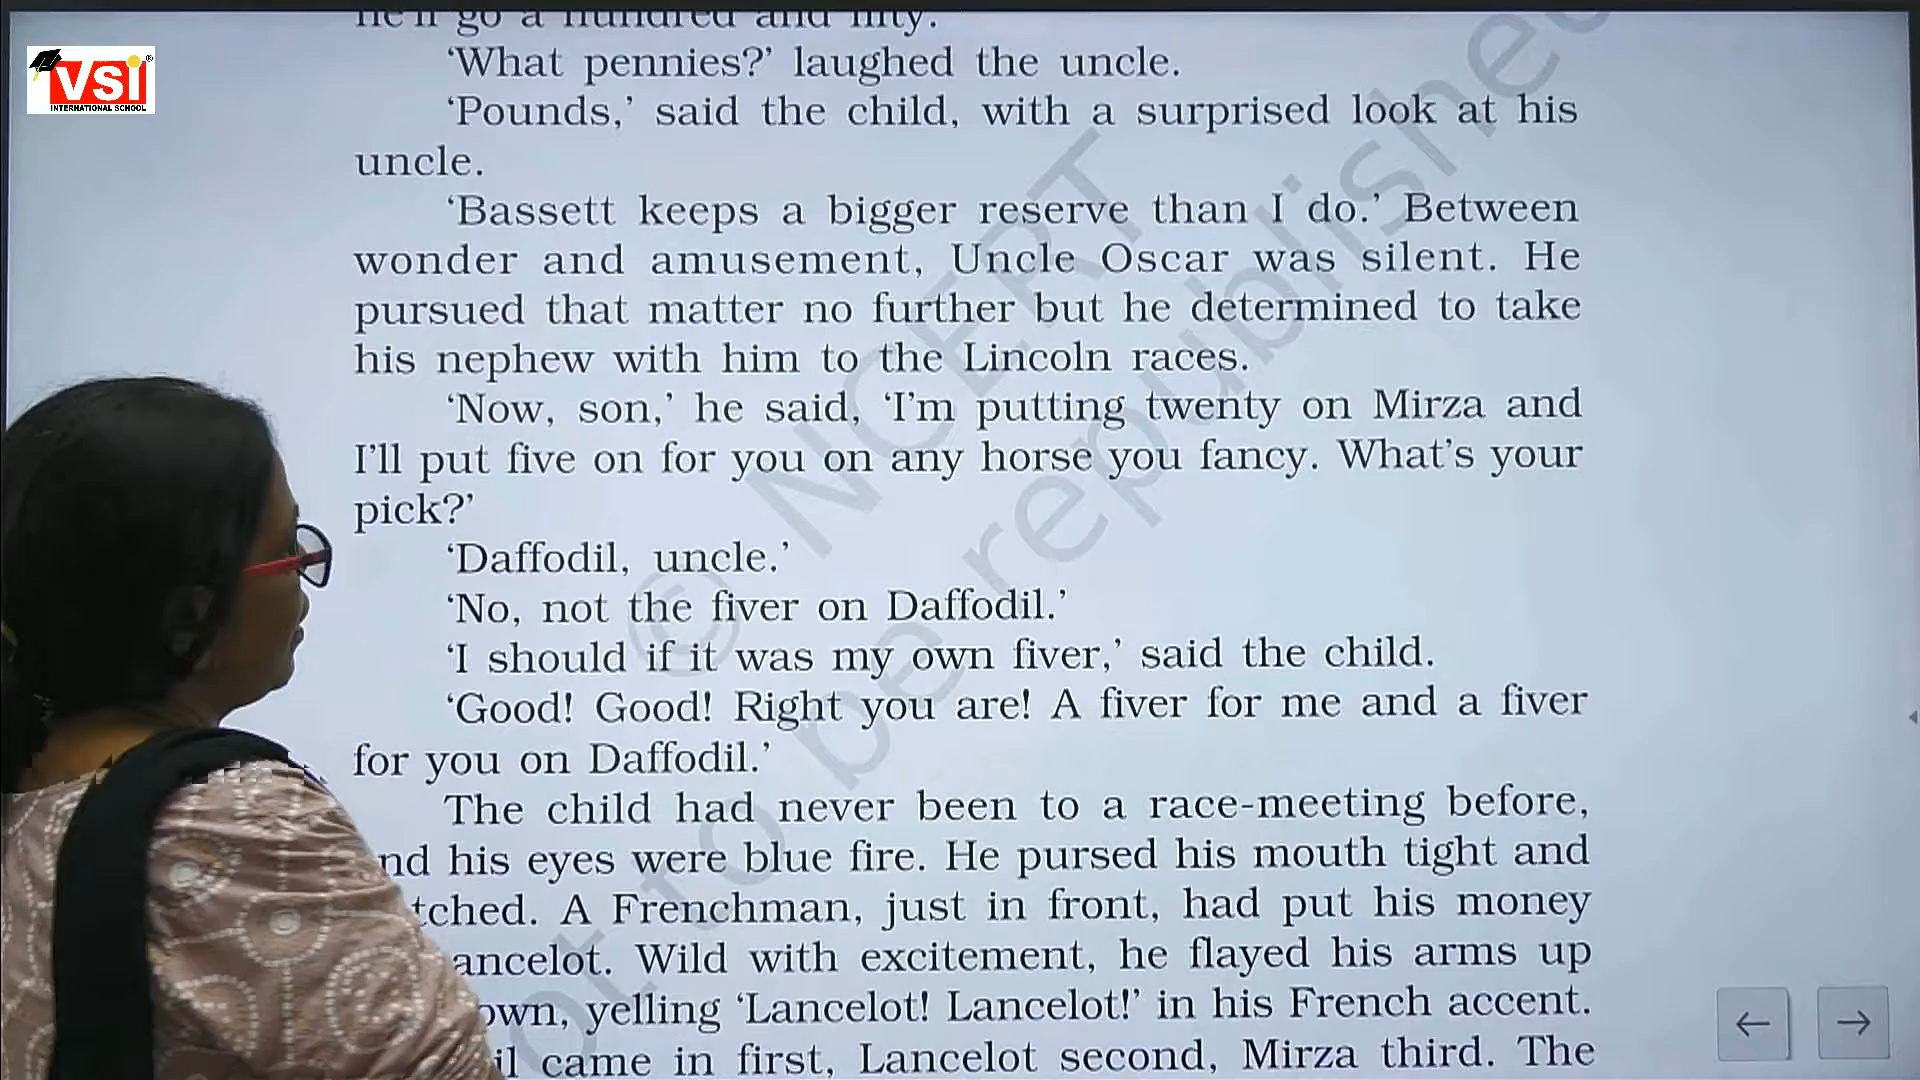 VSI
INTERNATIONAL SCHOOL
he'll go a hundred and fifty.
‘What pennies?’ laughed the uncle.
‘Pounds,’ said the child, with a surprised look at his
uncle.
‘Bassett keeps a bigger reserve than I do.’ Between
wonder and amusement, Uncle Oscar was silent. He
pursued that matter no further but he determined to take
his nephew with him to the Lincoln races.
‘Now, son,’ he said, ‘I’m putting twenty on Mirza and
I’ll put five on for you on any horse you fancy. What’s your
pick?’
‘Daffodil, uncle.’
‘No, not the fiver on Daffodil.’
‘I should if it was my own fiver,’ said the child.
‘Good! Good! Right you are! A fiver for me and a fiver
for you on Daffodil.’
The child had never been to a race-meeting before,
nd his eyes were blue fire. He pursed his mouth tight and
tched. A Frenchman, just in front, had put his money
ancelot. Wild with excitement, he flayed his arms up
own, yelling ‘Lancelot! Lancelot!’ in his French accent.
il came in first, Lancelot second, Mirza third. The
© NCERT
not to be republished